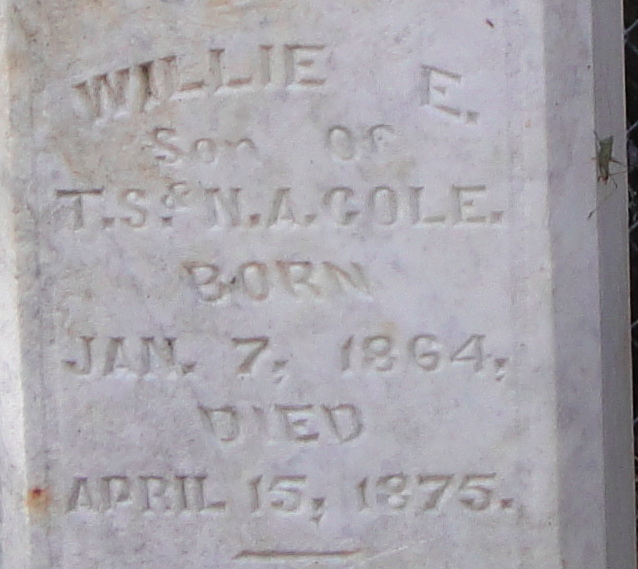 WILLIE E.
Son Of
T.S. & N.A. COLE.
BORN
JAN. 7, 1864,
DIED
APRIL 15, 1875.